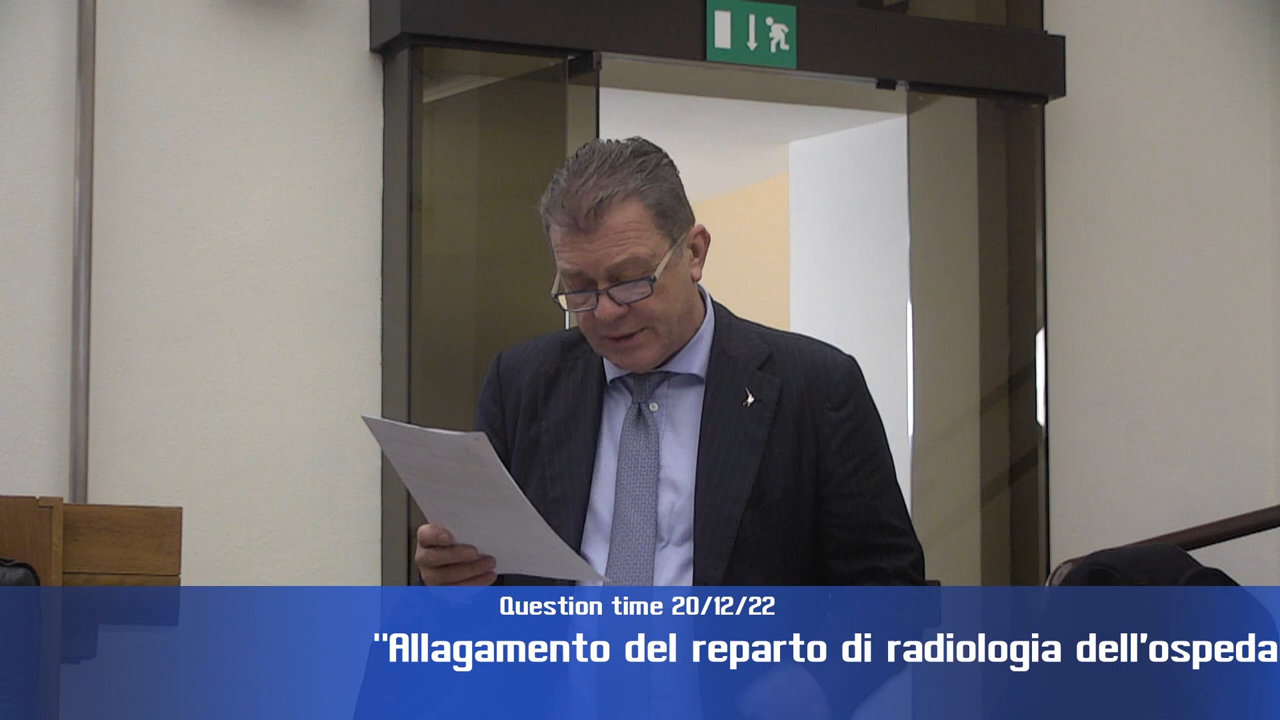 Question time 20/12/22
"Allagamento del reparto di radiologia dell'ospeda